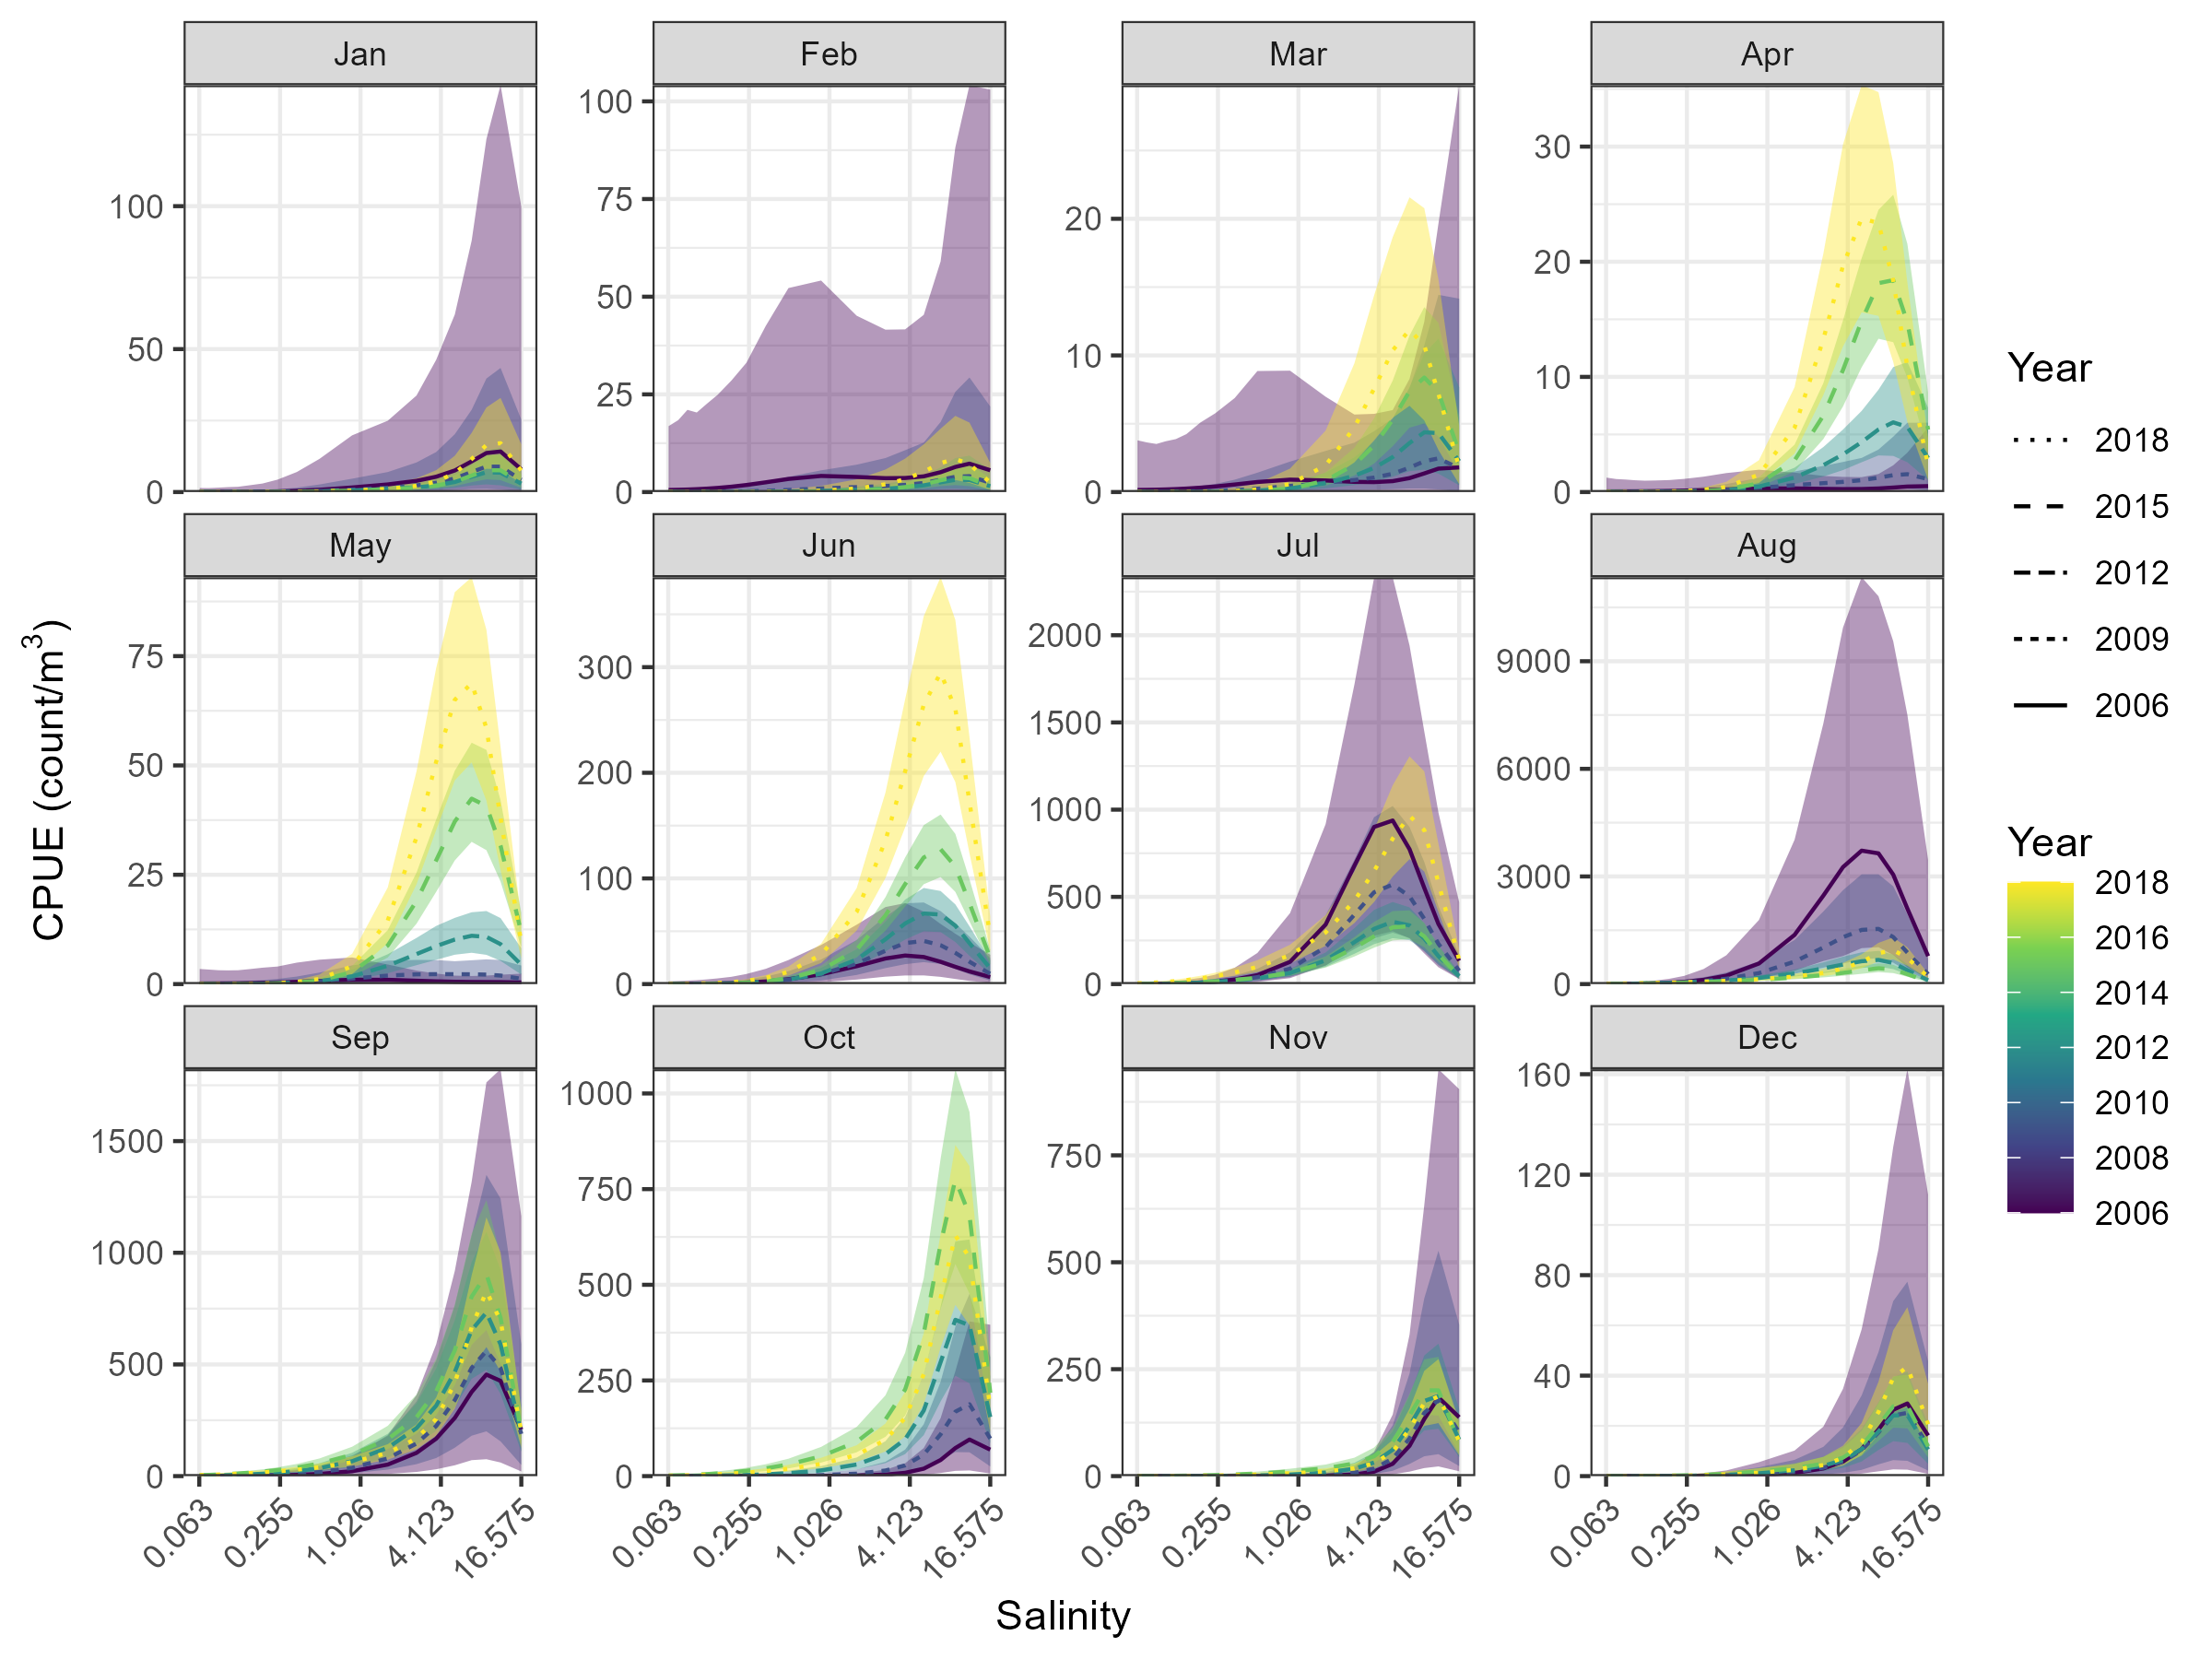 Jan Feb Mar Apr
0 50 100
0 25 50 75 100
0 10 20
0 10 20 30
May Jun Jul Aug
0 25 50 75
0 100 200 300
0 500 1000 1500 2000
0 3000 6000 9000
Sep Oct Nov Dec
0 500 1000 1500
0 250 500 750 1000
0 250 500 750
0 40 80 120 160
0.063 0.255 1.026 4.123 16.575
0.063 0.255 1.026 4.123 16.575
0.063 0.255 1.026 4.123 16.575
0.063 0.255 1.026 4.123 16.575
Salinity
CPUE (count/m³)
Year
2018
2015
2012
2009
2006
Year
2018
2016
2014
2012
2010
2008
2006